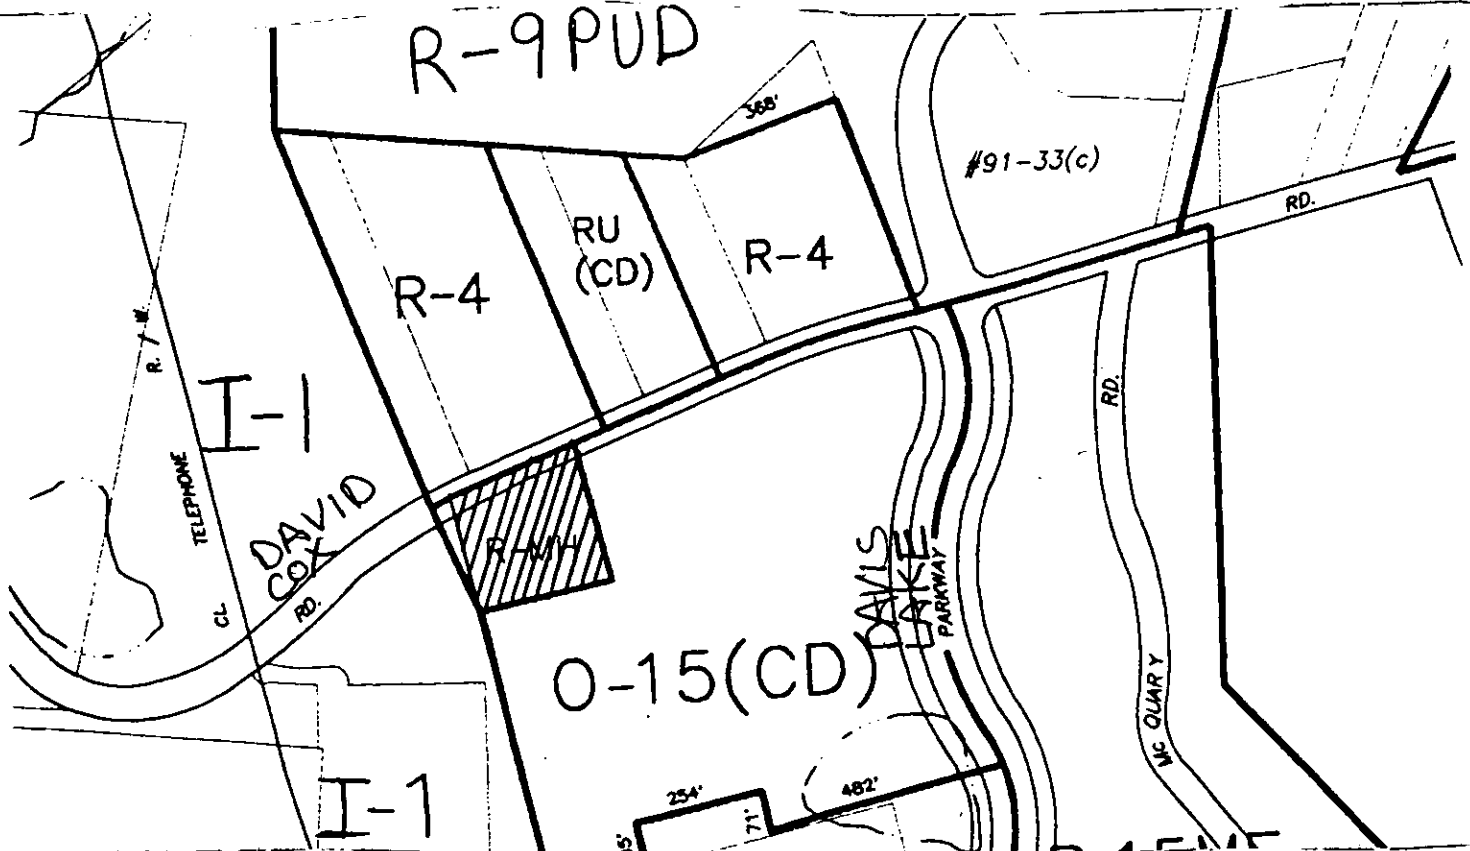 R-9PUD
368'
#91-33(c)
RD.
RU
(CD)
R-4
R-4
R. / W.
I-1
RD.
TELEPHONE
DAVID
COX
RD.
CL
R-MH
DAVIS
LAKE
PARKWAY
O-15(CD)
MC QUARY
I-1
254'
71'
482'